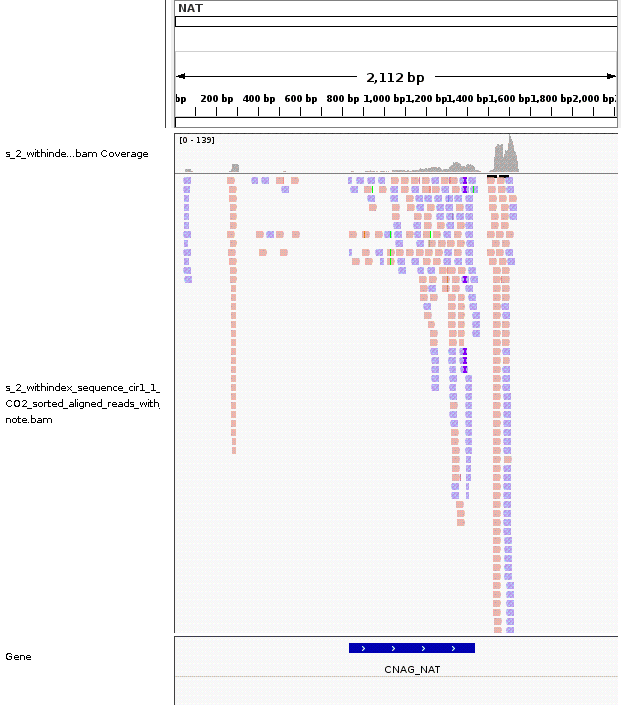 NAT
2,112 bp
bp 200 bp 400 bp 600 bp 800 bp 1,000 bp 1,200 bp 1,400 bp 1,600 bp 1,800 bp 2,000 bp
[0 - 139]
s_2_withinde...bam Coverage
s_2_withindex_sequence_cir1_1_
CO2_sorted_aligned_reads_with_
note.bam
Gene
CNAG_NAT